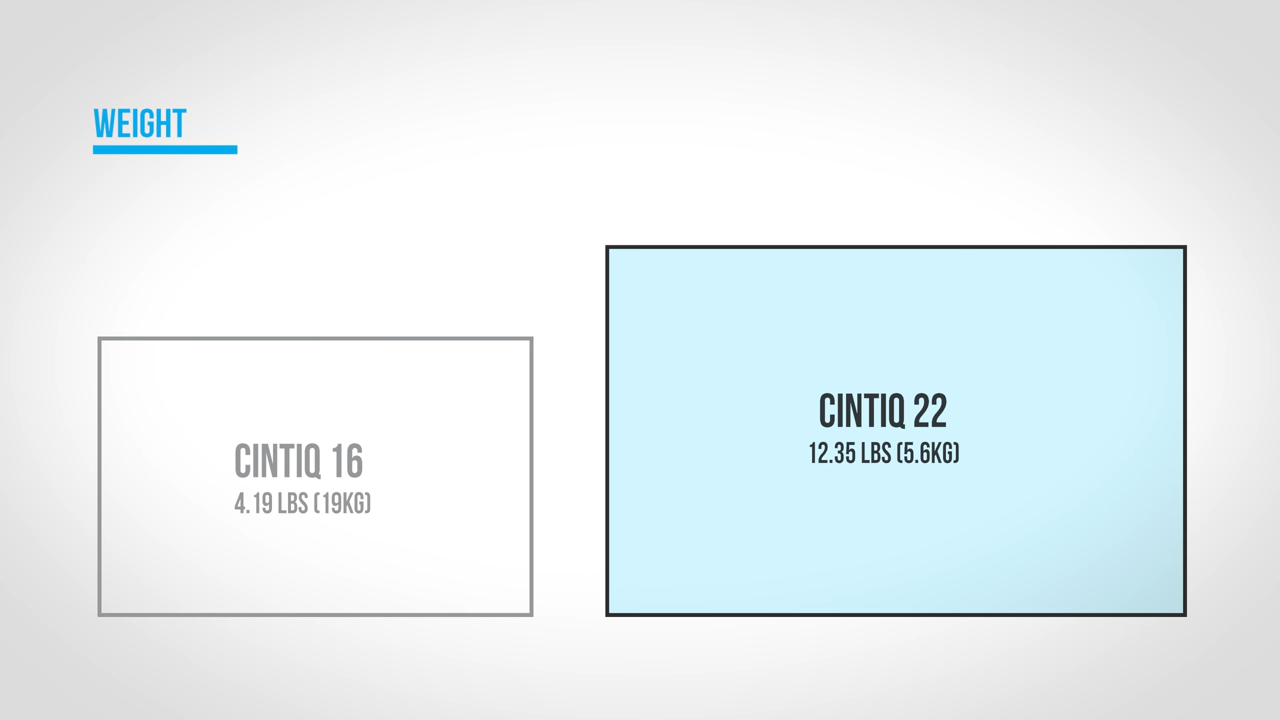 WEIGHT
CINTIQ 16
4.19 LBS (19KG)
CINTIQ 22
12.35 LBS (5.6KG)